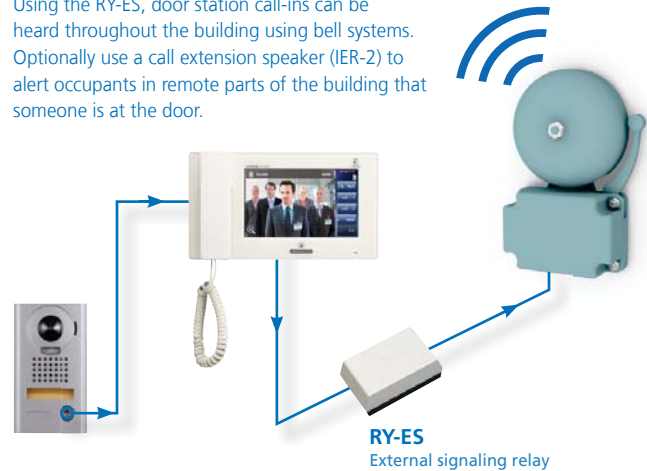 Using the RY-ES, door station call-ins can be
heard throughout the building using bell systems.
Optionally use a call extension speaker (IER-2) to
alert occupants in remote parts of the building that
someone is at the door.
RY-ES
External signaling relay